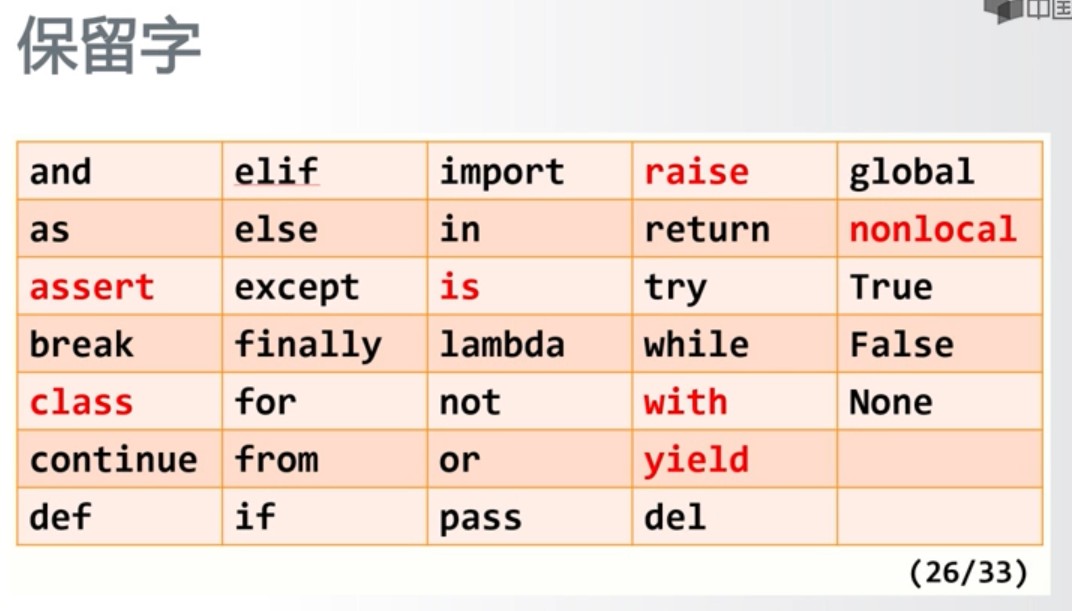 中国
保留字
and elif import raise global
as else in return nonlocal
assert except is try True
break finally lambda while False
class for not with None
continue from or yield
def if pass del
(26/33)